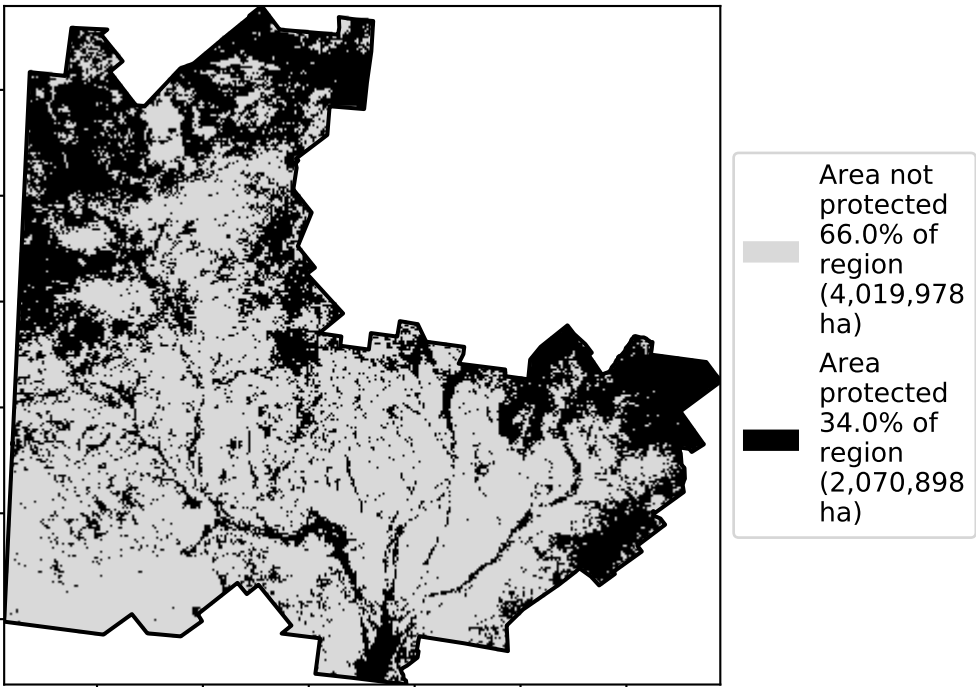 Area not
protected
66.0% of
region
(4,019,978
ha)
Area
protected
34.0% of
region
(2,070,898
ha)